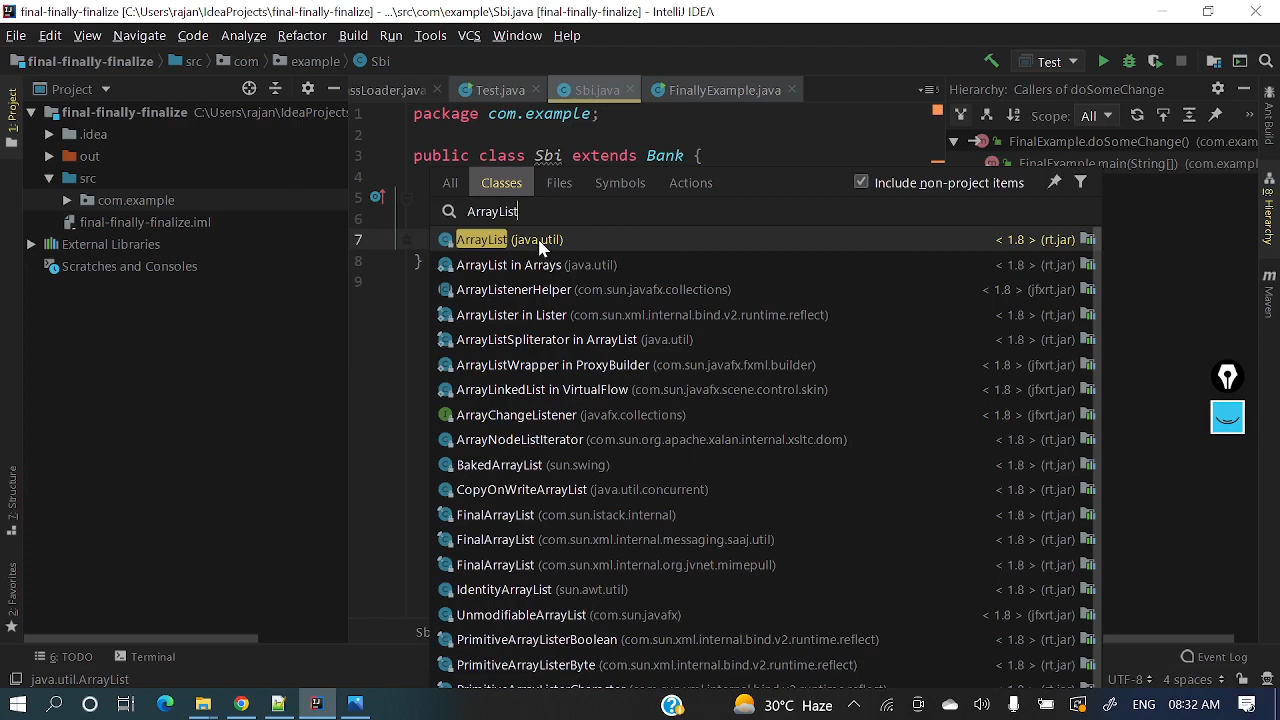 final-finally-finalize [C:\Users\rajan\IdeaProjects\final-finally-finalize] - ...\src\com\example\Sbi.java [final-finally-finalize] - IntelliJ IDEA
File Edit View Navigate Code Analyze Refactor Build Run Tools VCS Window Help
final-finally-finalize src com example Sbi Test
1: Project
Project
ssLoader.java Test.java Sbi.java FinallyExample.java
Hierarchy: Callers of doSomeChange
final-finally-finalize C:\Users\rajan\IdeaProjects
.idea
out
src
com.example
final-finally-finalize.iml
External Libraries
Scratches and Consoles
1 package com.example;
2
3 public class Sbi extends Bank {
4
5
6
7
8 }
9
Scope: All
FinalExample.doSomeChange() (com.example
FinalExample.main(String[]) (com.example
Ant Build
8: Hierarchy
Maven
All Classes Files Symbols Actions Include non-project items
ArrayList
ArrayList (java.util) < 1.8 > (rt.jar)
ArrayList in Arrays (java.util) < 1.8 > (rt.jar)
ArrayListenerHelper (com.sun.javafx.collections) < 1.8 > (jfxrt.jar)
ArrayLister in Lister (com.sun.xml.internal.bind.v2.runtime.reflect) < 1.8 > (rt.jar)
ArrayListSpliterator in ArrayList (java.util) < 1.8 > (rt.jar)
ArrayListWrapper in ProxyBuilder (com.sun.javafx.fxml.builder) < 1.8 > (jfxrt.jar)
ArrayLinkedList in VirtualFlow (com.sun.javafx.scene.control.skin) < 1.8 > (jfxrt.jar)
ArrayChangeListener (javafx.collections) < 1.8 > (jfxrt.jar)
ArrayNodeListIterator (com.sun.org.apache.xalan.internal.xsltc.dom) < 1.8 > (rt.jar)
BakedArrayList (sun.swing) < 1.8 > (rt.jar)
CopyOnWriteArrayList (java.util.concurrent) < 1.8 > (rt.jar)
FinalArrayList (com.sun.istack.internal) < 1.8 > (rt.jar)
FinalArrayList (com.sun.xml.internal.messaging.saaj.util) < 1.8 > (rt.jar)
FinalArrayList (com.sun.xml.internal.org.jvnet.mimepull) < 1.8 > (rt.jar)
IdentityArrayList (sun.awt.util) < 1.8 > (rt.jar)
UnmodifiableArrayList (com.sun.javafx) < 1.8 > (jfxrt.jar)
PrimitiveArrayListerBoolean (com.sun.xml.internal.bind.v2.runtime.reflect) < 1.8 > (rt.jar)
PrimitiveArrayListerByte (com.sun.xml.internal.bind.v2.runtime.reflect) < 1.8 > (rt.jar)
7: Structure
2: Favorites
Sb
6: TODO Terminal Event Log
java.util.ArrayList UTF-8 4 spaces
30°C Haze ENG 08:32 AM